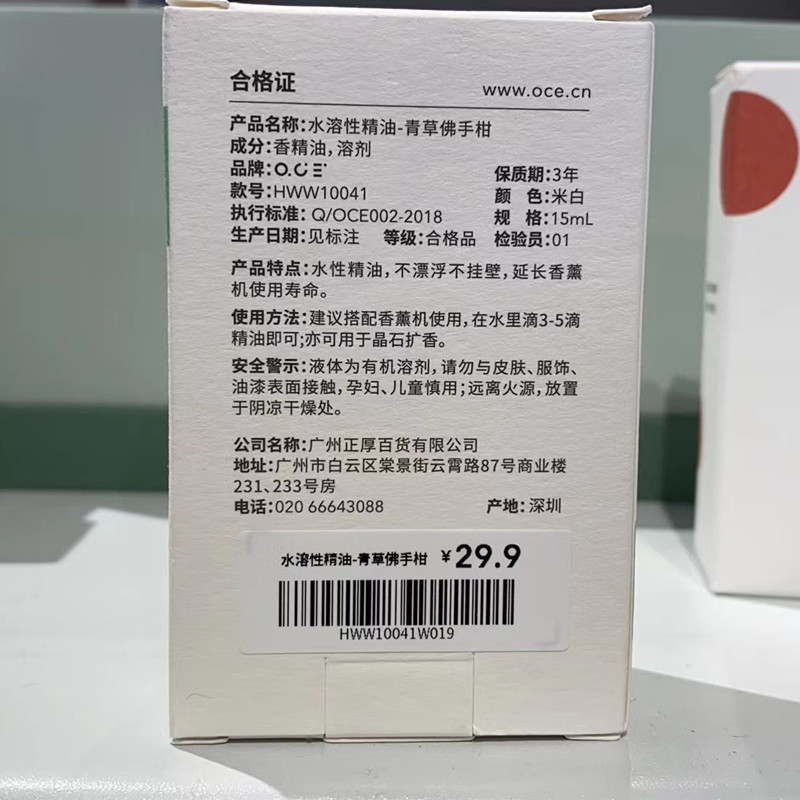 合格证
www.oce.cn
产品名称:水溶性精油-青草佛手柑
成分:香精油,溶剂
品牌:O.CE
保质期:3年
款号:HWW10041
颜 色:米白
执行标准: Q/OCE002-2018
规 格:15mL
生产日期:见标注 等级:合格品 检验员:01
产品特点:水性精油,不漂浮不挂壁,延长香薰
机使用寿命。
使用方法:建议搭配香薰机使用,在水里滴3-5滴
精油即可;亦可用于晶石扩香。
安全警示:液体为有机溶剂,请勿与皮肤、服饰、
油漆表面接触,孕妇、儿童慎用;远离火源,放置
于阴凉干燥处。
公司名称:广州正厚百货有限公司
地址:广州市白云区棠景街云霄路87号商业楼
231、233号房
电话:020 66643088
产地:深圳
水溶性精油-青草佛手柑 ¥29.9
HWW10041W019